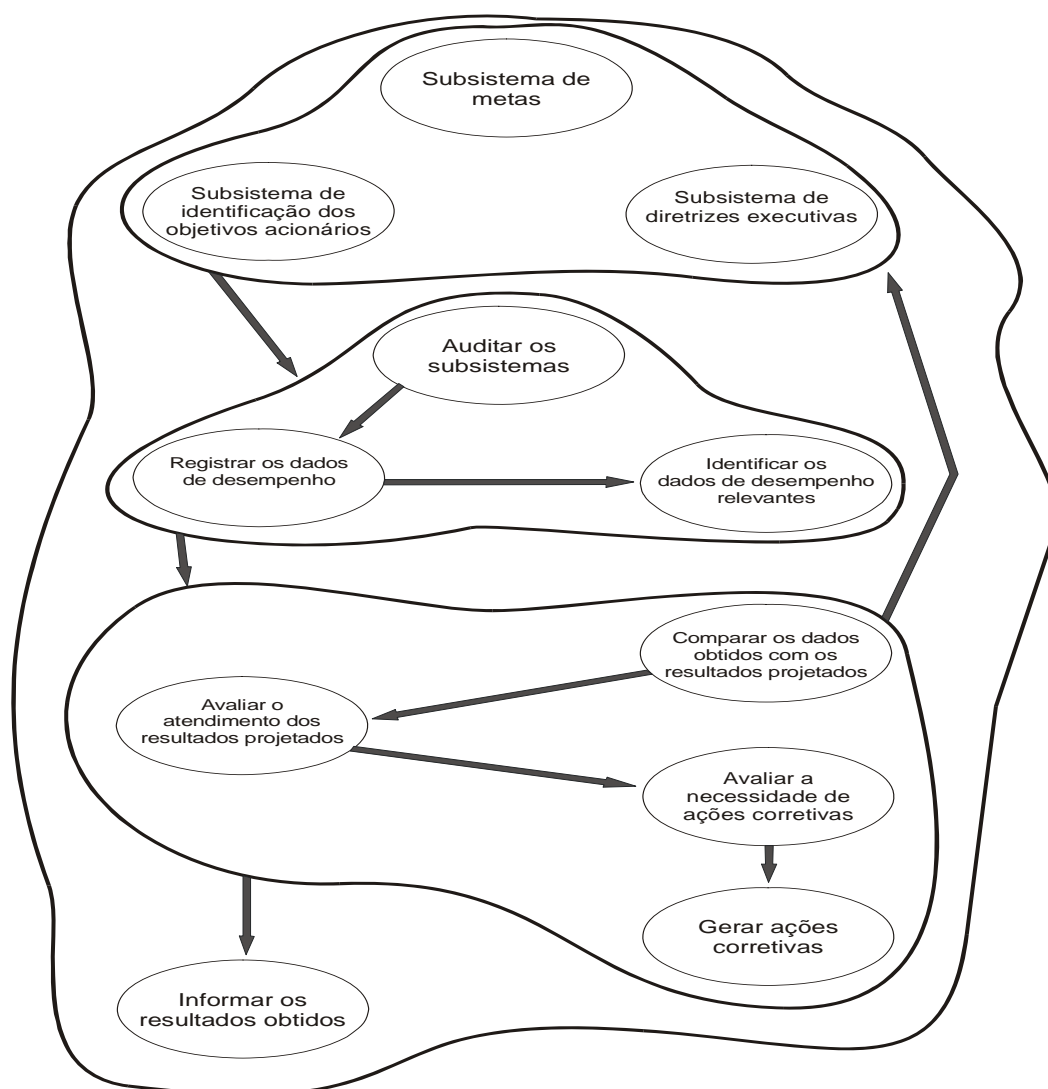 Subsistema de
metas
Subsistema de
identificação dos
objetivos acionários
Subsistema de
diretrizes executivas
Auditar os
subsistemas
Registrar os dados
de desempenho
Identificar os
dados de desempenho
relevantes
Comparar os dados
obtidos com os
resultados projetados
Avaliar o
atendimento dos
resultados projetados
Avaliar a
necessidade de
ações corretivas
Gerar ações
corretivas
Informar os
resultados obtidos